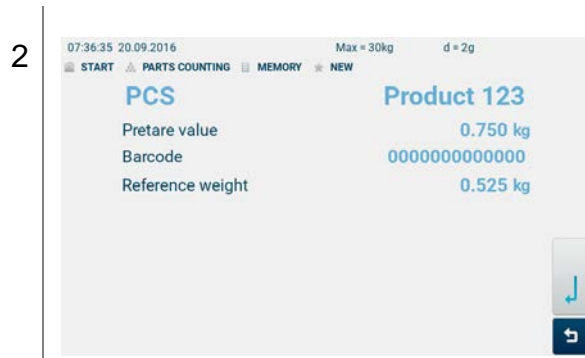 2
07:36:35 20.09.2016 Max = 30kg d = 2g
START PARTS COUNTING MEMORY NEW
PCS Product 123
Pretare value 0.750 kg
Barcode 0000000000000
Reference weight 0.525 kg